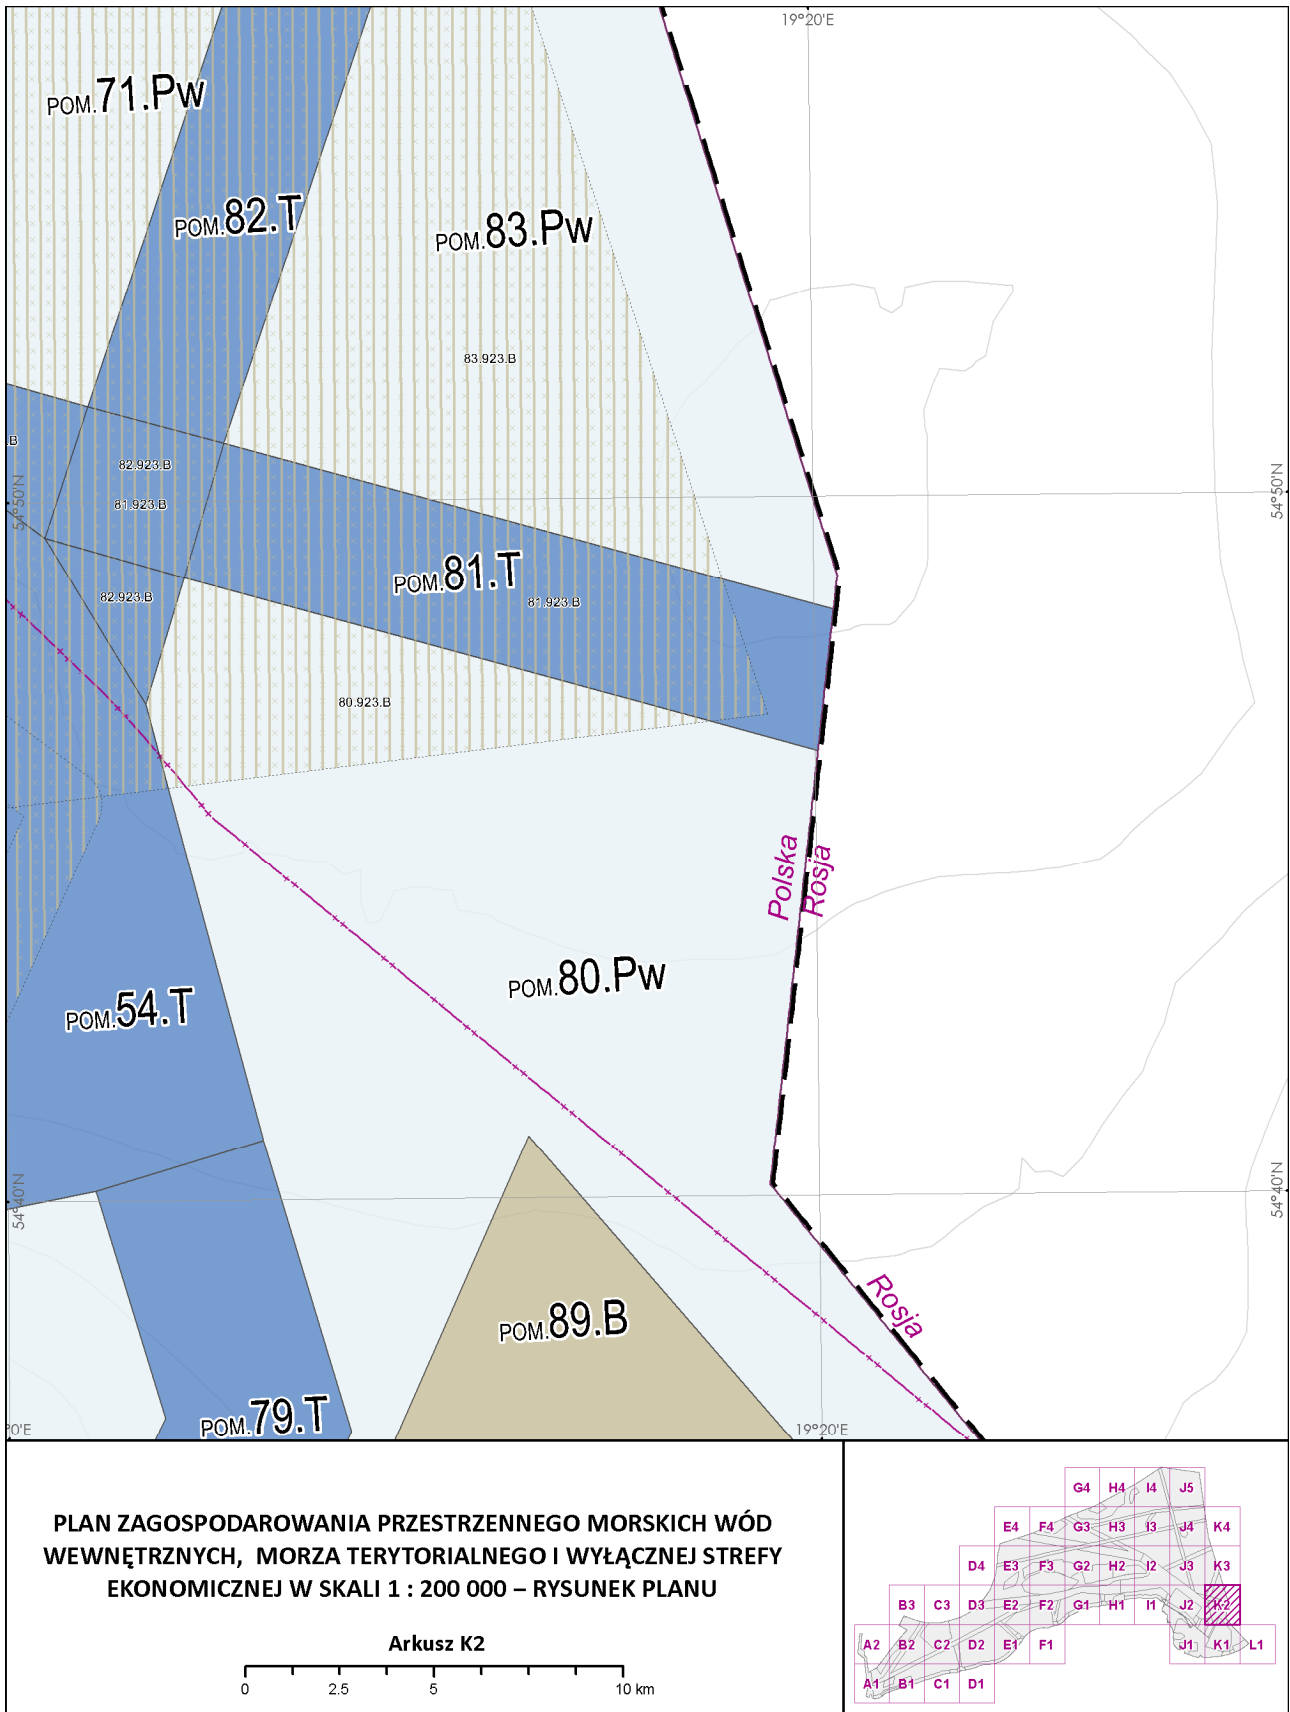 19°20'E
POM.71.Pw
POM.82.T
POM.83.Pw
83.923.B
.B
82.923.B
81.923.B
54°50'N
54°50'N
POM.81.T
82.923.B
81.923.B
80.923.B
Polska
Rosja
POM.80.Pw
POM.54.T
54°40'N
54°40'N
Rosja
POM.89.B
POM.79.T
°0'E
19°20'E
PLAN ZAGOSPODAROWANIA PRZESTRZENNEGO MORSKICH WÓD
WEWNĘTRZNYCH, MORZA TERYTORIALNEGO I WYŁĄCZNEJ STREFY
EKONOMICZNEJ W SKALI 1 : 200 000 – RYSUNEK PLANU
Arkusz K2
0 2.5 5 10 km
G4 H4 I4 J5
E4 F4 G3 H3 I3 J4 K4
D4 E3 F3 G2 H2 I2 J3 K3
B3 C3 D3 E2 F2 G1 H1 I1 J2 K2
A2 B2 C2 D2 E1 F1 J1 K1 L1
A1 B1 C1 D1